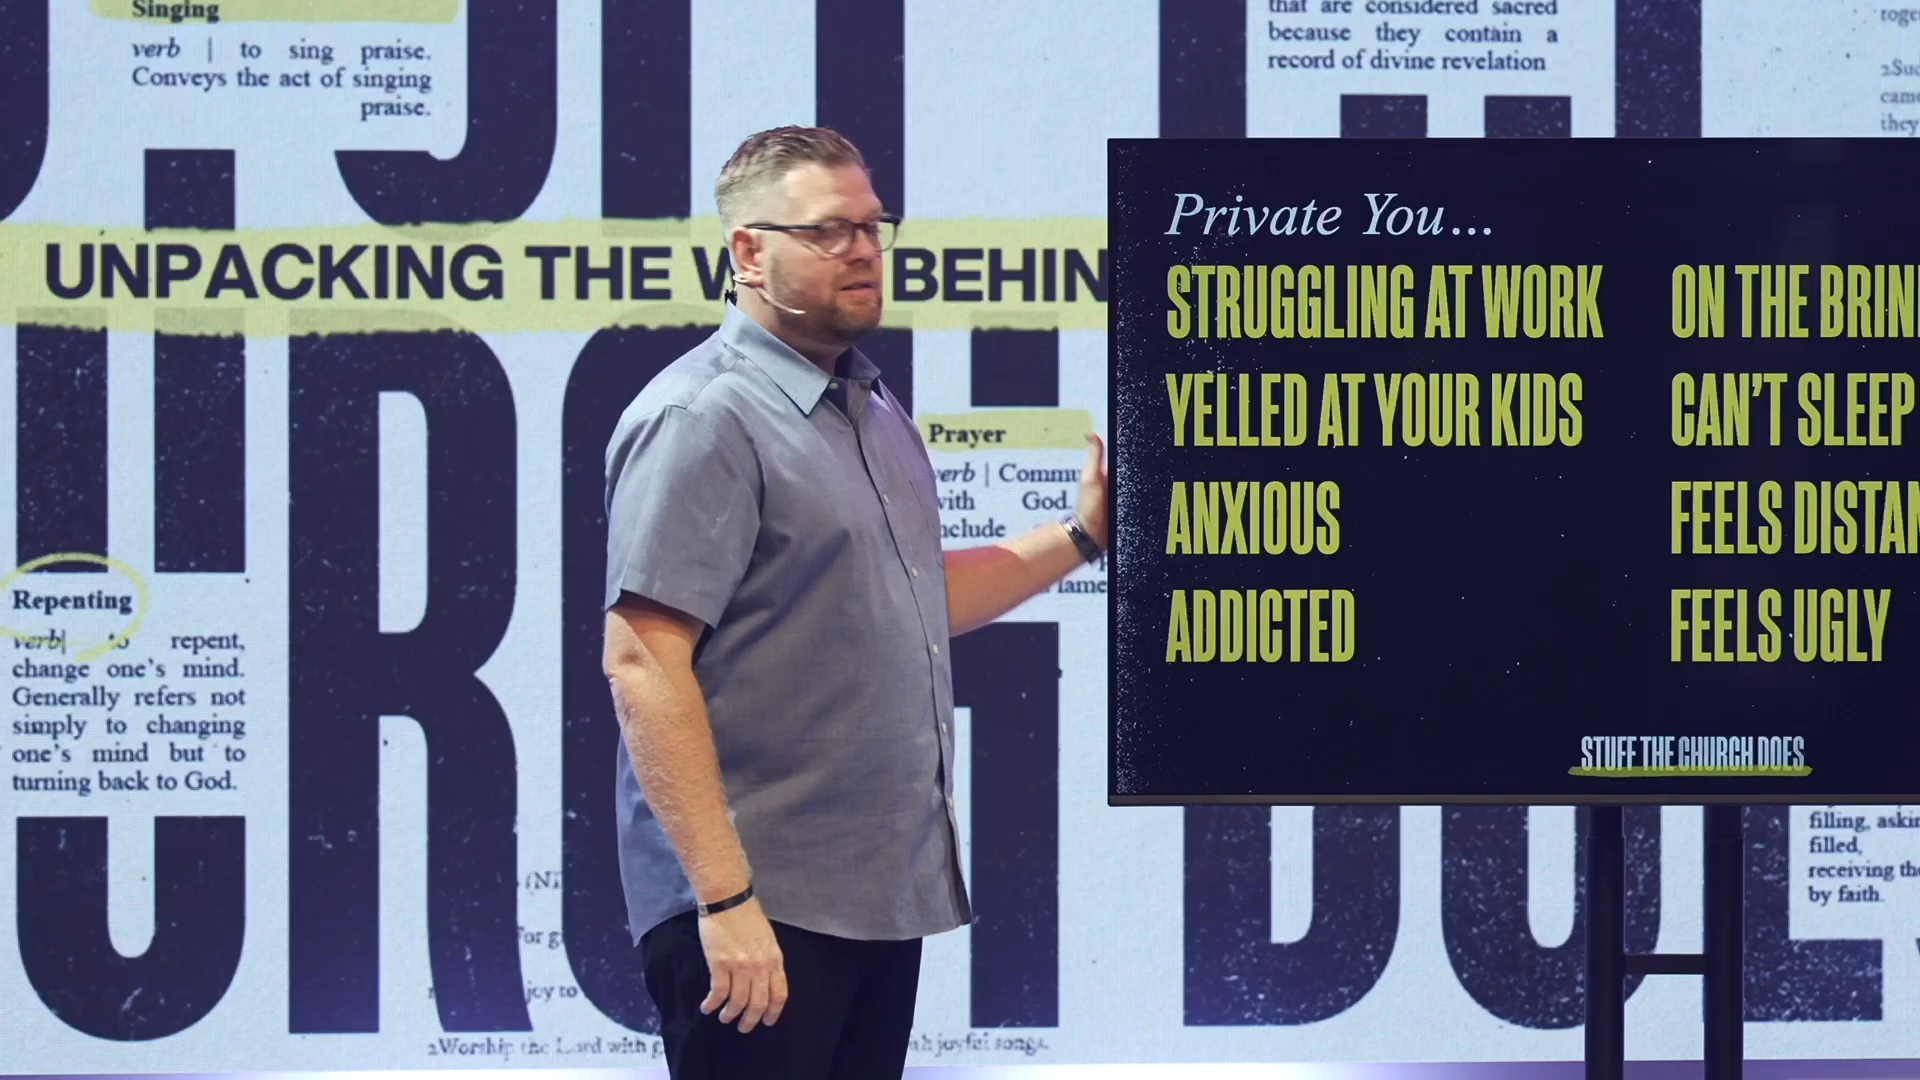 Singing
verb | to sing praise.
Conveys the act of singing
praise.
that are considered sacred
because they contain a
record of divine revelation
UNPACKING THE BEHIN
Prayer
verb | Commu
with God.
nclude
Repenting
verb| to repent,
change one's mind.
Generally refers not
simply to changing
one's mind but to
turning back to God.
Private You...
STRUGGLING AT WORK
YELLED AT YOUR KIDS
ANXIOUS
ADDICTED
ON THE BRIN
CAN'T SLEEP
FEELS DISTAN
FEELS UGLY
STUFF THE CHURCH DOES
filling, askin
filled,
receiving the
by faith.
joy to
2Worship the Lord with g
joyful songs.